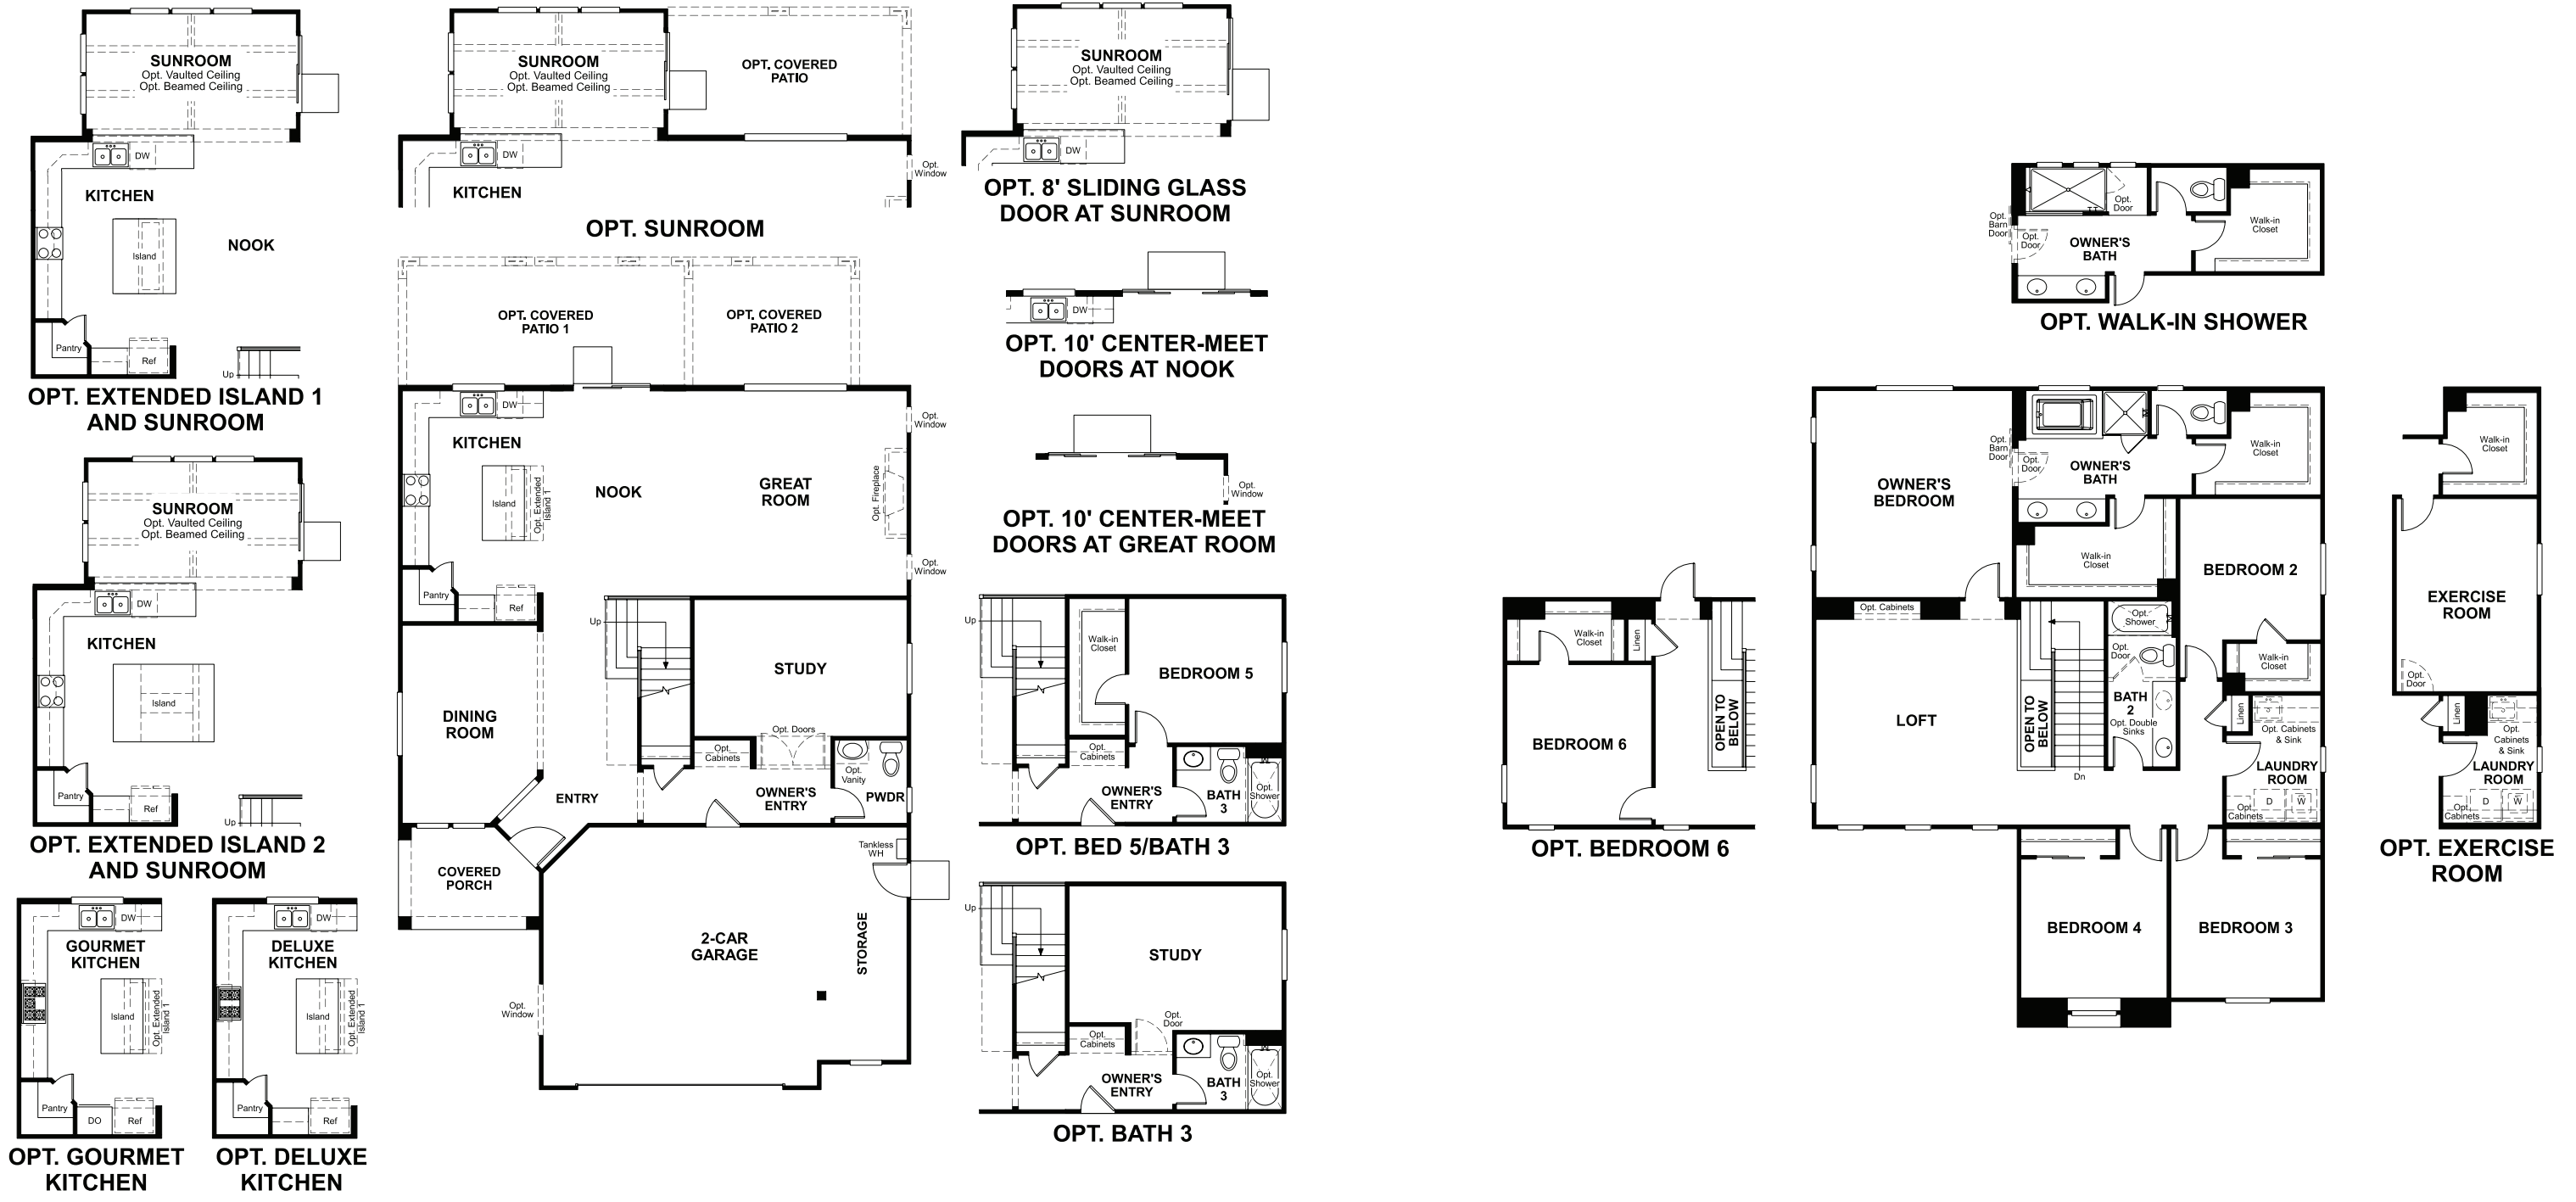 SUNROOM
Opt. Vaulted Ceiling
Opt. Beamed Ceiling
DW
KITCHEN
Island
NOOK
Pantry
Ref
Up
OPT. EXTENDED ISLAND 1
AND SUNROOM
SUNROOM
Opt. Vaulted Ceiling
Opt. Beamed Ceiling
DW
KITCHEN
Island
Pantry
Ref
Up
OPT. EXTENDED ISLAND 2
AND SUNROOM
DW
GOURMET
KITCHEN
Island
Opt. Extended
Island 1
Pantry
DO
Ref
OPT. GOURMET
KITCHEN
DW
DELUXE
KITCHEN
Island
Opt. Extended
Island 1
Pantry
Ref
OPT. DELUXE
KITCHEN
SUNROOM
Opt. Vaulted Ceiling
Opt. Beamed Ceiling
OPT. COVERED
PATIO
DW
KITCHEN
Opt.
Window
OPT. SUNROOM
OPT. COVERED
PATIO 1
OPT. COVERED
PATIO 2
DW
KITCHEN
Island
Opt. Extended
Island 1
NOOK
GREAT
ROOM
Opt. Fireplace
Opt.
Window
Opt.
Window
Pantry
Ref
Up
STUDY
DINING
ROOM
Opt. Doors
Opt.
Cabinets
Opt.
Vanity
PWDR
ENTRY
OWNER'S
ENTRY
COVERED
PORCH
Tankless
WH
2-CAR
GARAGE
STORAGE
Opt.
Window
SUNROOM
Opt. Vaulted Ceiling
Opt. Beamed Ceiling
DW
OPT. 8' SLIDING GLASS
DOOR AT SUNROOM
DW
OPT. 10' CENTER-MEET
DOORS AT NOOK
Opt.
Window
OPT. 10' CENTER-MEET
DOORS AT GREAT ROOM
Up
Walk-in
Closet
BEDROOM 5
Opt.
Cabinets
OWNER'S
ENTRY
BATH
3
Opt.
Shower
OPT. BED 5/BATH 3
Up
STUDY
Opt.
Door
Opt.
Cabinets
OWNER'S
ENTRY
BATH
3
Opt.
Shower
OPT. BATH 3
Walk-in
Closet
Linen
BEDROOM 6
OPEN TO
BELOW
OPT. BEDROOM 6
Opt.
Barn
Door
Opt.
Door
Opt.
Door
OWNER'S
BATH
Walk-in
Closet
OPT. WALK-IN SHOWER
OWNER'S
BEDROOM
Opt.
Barn
Door
Opt.
Door
OWNER'S
BATH
Walk-in
Closet
Walk-in
Closet
BEDROOM 2
Opt. Cabinets
Opt.
Shower
Opt.
Door
Walk-in
Closet
LOFT
OPEN TO
BELOW
Dn
BATH
2
Opt. Double
Sinks
Linen
Opt. Cabinets
& Sink
LAUNDRY
ROOM
D
W
Opt.
Cabinets
BEDROOM 4
BEDROOM 3
Walk-in
Closet
EXERCISE
ROOM
Opt.
Door
Linen
Opt.
Cabinets
& Sink
LAUNDRY
ROOM
D
W
Opt.
Cabinets
OPT. EXERCISE
ROOM